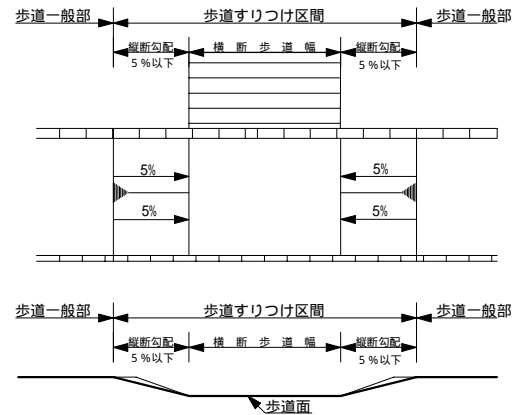 歩道一般部 歩道すりつけ区間 歩道一般部
縦断勾配 横断歩道幅 縦断勾配
5%以下 5%以下
5% 5%
5% 5%
歩道一般部 歩道すりつけ区間 歩道一般部
縦断勾配 横断歩道幅 縦断勾配
5%以下 5%以下
歩道面